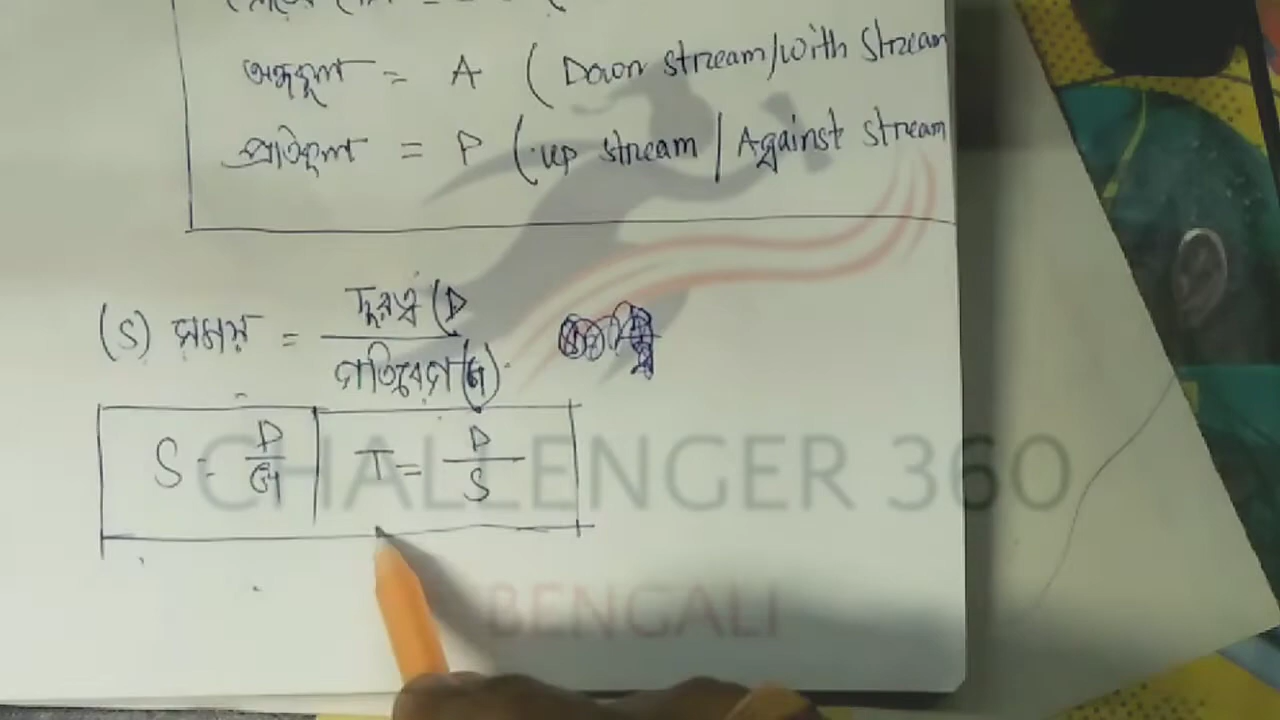 অনুকূল = A ( Down stream/with stream
প্রতিকূল = P ( up stream / Against stream
(S) সময় = দূরত্ব (D / গতিবেগ (G).
S = D/G | T = D/S
CHALLENGER 360
BENGALI